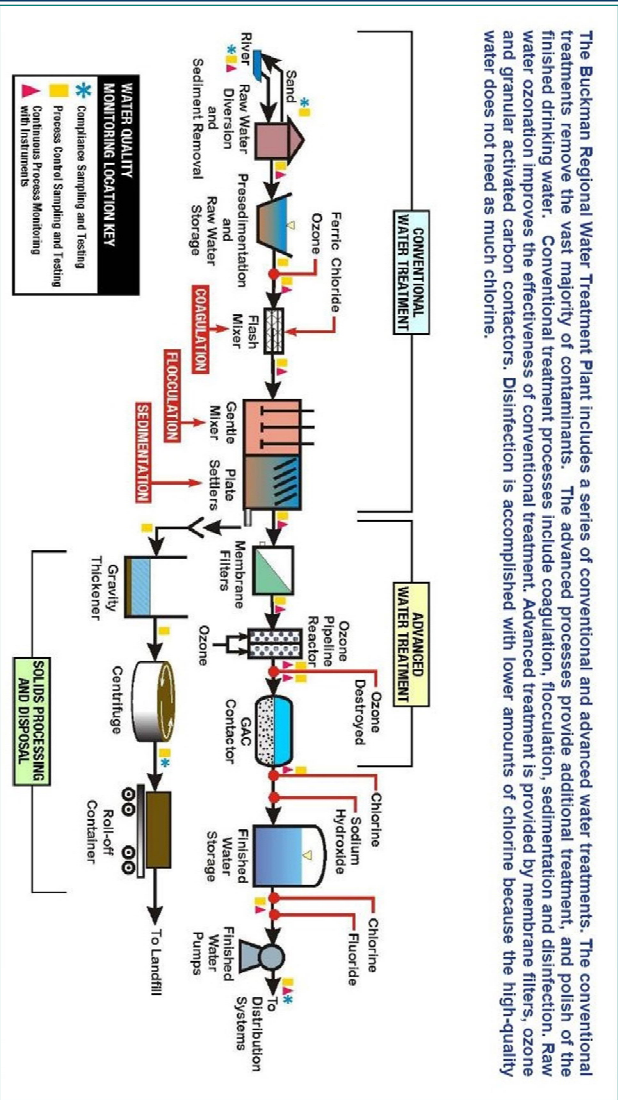 The Buckman Regional Water Treatment Plant includes a series of conventional and advanced water treatments. The conventional
treatments remove the vast majority of contaminants. The advanced processes provide additional treatment, and polish of the
finished drinking water. Conventional treatment processes include coagulation, flocculation, sedimentation and disinfection. Raw
water ozonation improves the effectiveness of conventional treatment. Advanced treatment is provided by membrane filters, ozone
and granular activated carbon contactors. Disinfection is accomplished with lower amounts of chlorine because the high-quality
water does not need as much chlorine.
CONVENTIONAL
WATER TREATMENT
ADVANCED
WATER TREATMENT
Ferric Chloride
Ozone
Sand
River
Raw Water
Diversion
and
Sediment Removal
Presedimentation
and
Raw Water
Storage
Flash
Mixer
Gentle
Mixer
Plate
Settlers
Membrane
Filters
Ozone
Pipeline
Reactor
Ozone
Ozone
Destroyed
GAC
Contactor
Chlorine
Sodium
Hydroxide
Finished
Water
Storage
Chlorine
Fluoride
Finished
Water
Pumps
To
Distribution
Systems
COAGULATION
FLOCCULATION
SEDIMENTATION
Gravity
Thickener
Centrifuge
Roll-off
Container
To Landfill
SOLIDS PROCESSING
AND DISPOSAL
WATER QUALITY
MONITORING LOCATION KEY
Compliance Sampling and Testing
Process Control Sampling and Testing
Continuous Process Monitoring
with Instruments